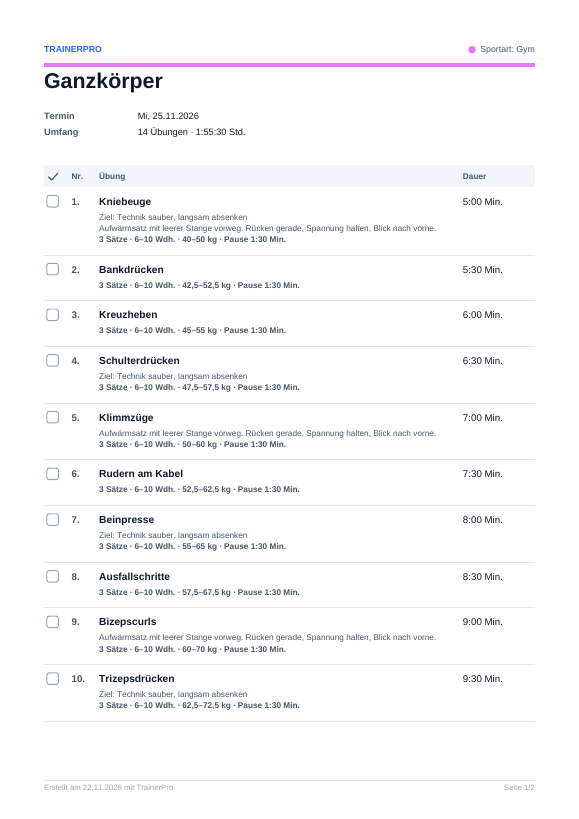 TRAINERPRO
Sportart: Gym
Ganzkörper
Termin Mi, 25.11.2026
Umfang 14 Übungen · 1:55:30 Std.
Nr. Übung Dauer
1. Kniebeuge 5:00 Min.
Ziel: Technik sauber, langsam absenken
Aufwärmsatz mit leerer Stange vorweg. Rücken gerade, Spannung halten, Blick nach vorne.
3 Sätze · 6–10 Wdh. · 40–50 kg · Pause 1:30 Min.
2. Bankdrücken 5:30 Min.
3 Sätze · 6–10 Wdh. · 42,5–52,5 kg · Pause 1:30 Min.
3. Kreuzheben 6:00 Min.
3 Sätze · 6–10 Wdh. · 45–55 kg · Pause 1:30 Min.
4. Schulterdrücken 6:30 Min.
Ziel: Technik sauber, langsam absenken
3 Sätze · 6–10 Wdh. · 47,5–57,5 kg · Pause 1:30 Min.
5. Klimmzüge 7:00 Min.
Aufwärmsatz mit leerer Stange vorweg. Rücken gerade, Spannung halten, Blick nach vorne.
3 Sätze · 6–10 Wdh. · 50–60 kg · Pause 1:30 Min.
6. Rudern am Kabel 7:30 Min.
3 Sätze · 6–10 Wdh. · 52,5–62,5 kg · Pause 1:30 Min.
7. Beinpresse 8:00 Min.
Ziel: Technik sauber, langsam absenken
3 Sätze · 6–10 Wdh. · 55–65 kg · Pause 1:30 Min.
8. Ausfallschritte 8:30 Min.
3 Sätze · 6–10 Wdh. · 57,5–67,5 kg · Pause 1:30 Min.
9. Bizepscurls 9:00 Min.
Aufwärmsatz mit leerer Stange vorweg. Rücken gerade, Spannung halten, Blick nach vorne.
3 Sätze · 6–10 Wdh. · 60–70 kg · Pause 1:30 Min.
10. Trizepsdrücken 9:30 Min.
Ziel: Technik sauber, langsam absenken
3 Sätze · 6–10 Wdh. · 62,5–72,5 kg · Pause 1:30 Min.
Erstellt am 22.11.2026 mit TrainerPro
Seite 1/2